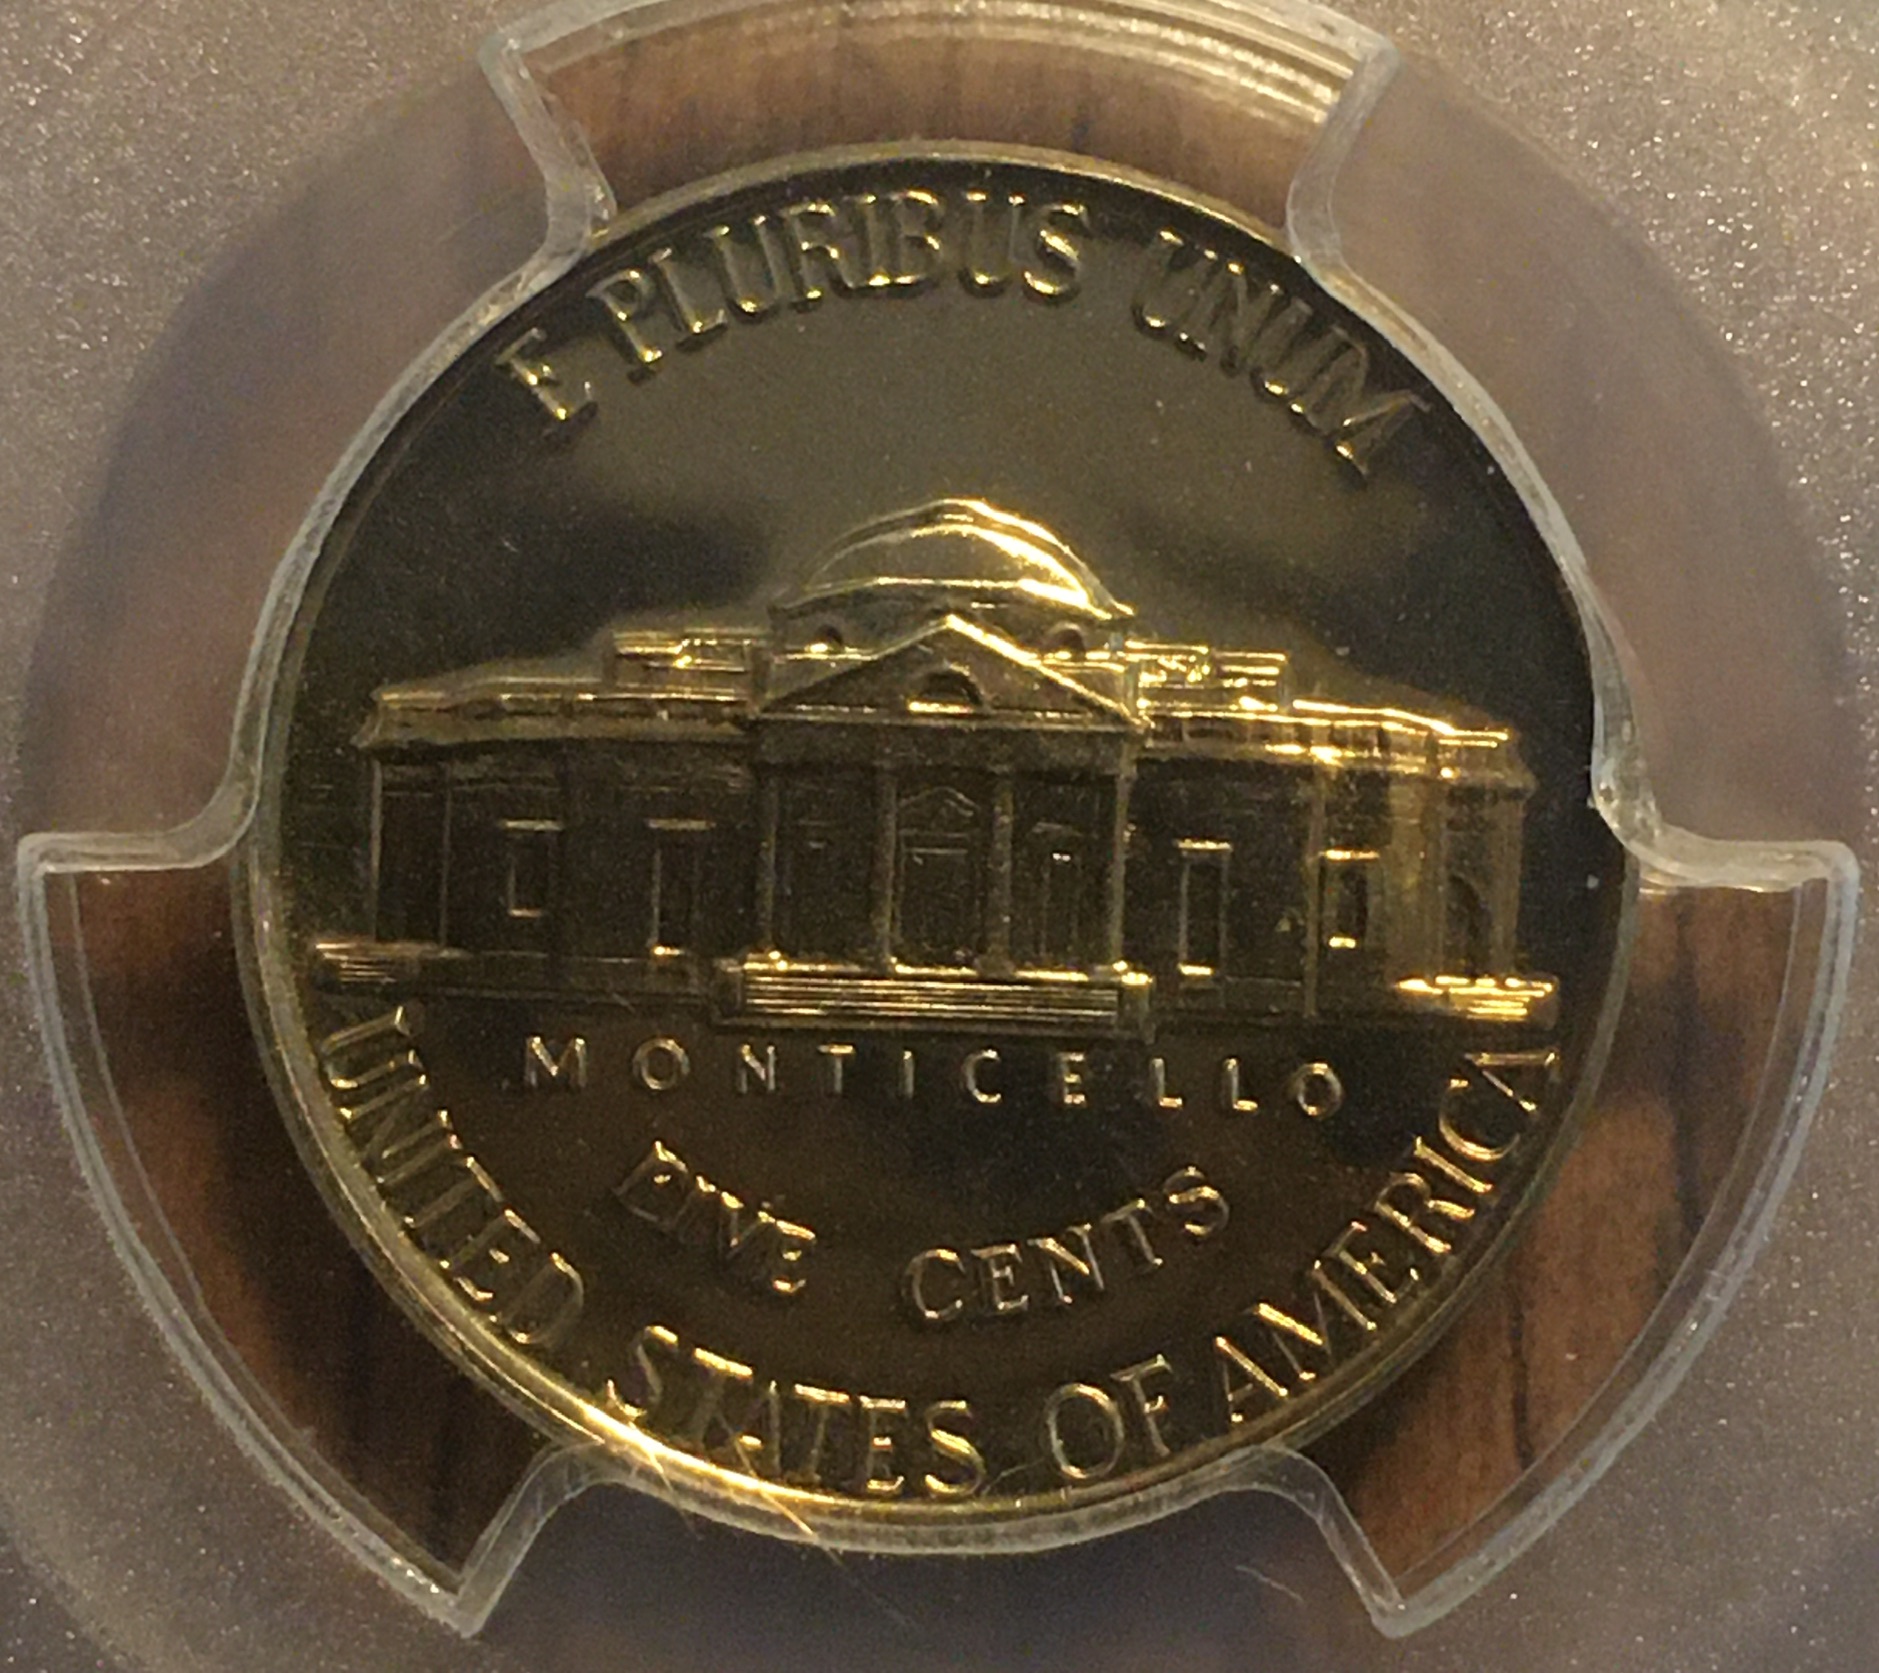 E PLURIBUS UNUM
MONTICELLO
FIVE CENTS
UNITED STATES OF AMERICA